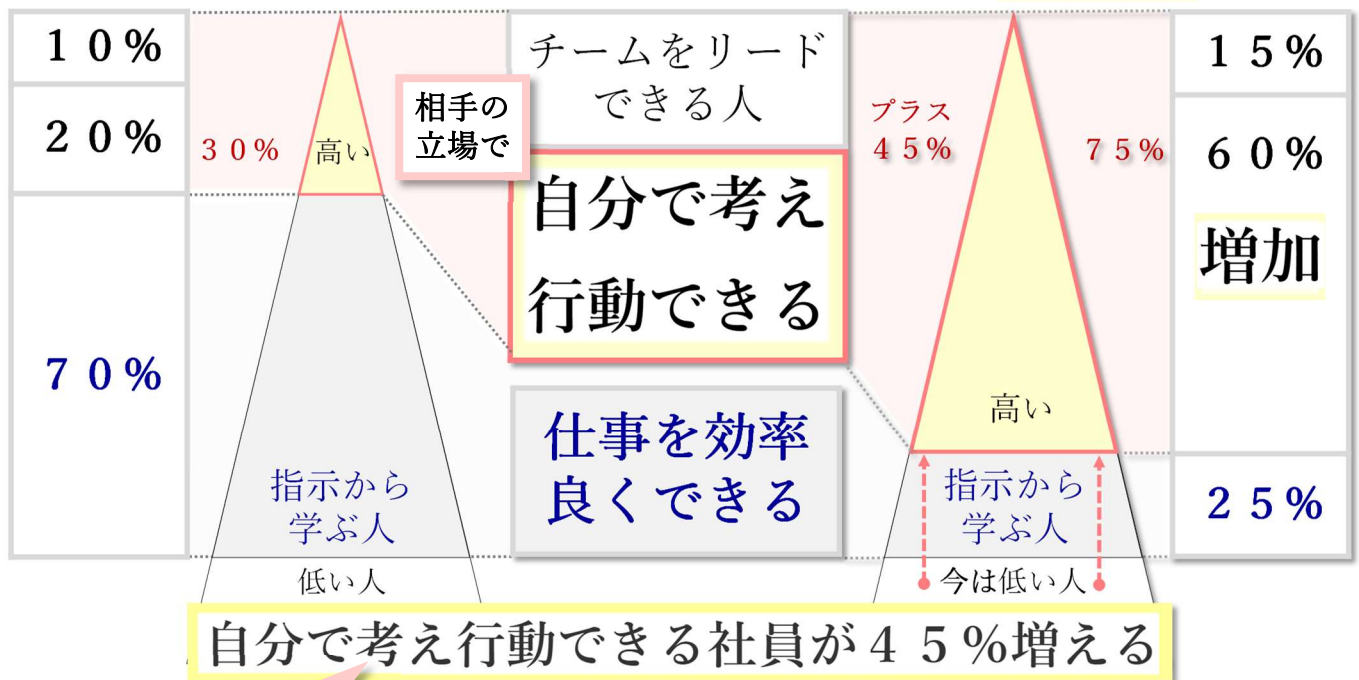 １０%
２０%
７０%
３０%
高い
相手の
立場で
指示から
学ぶ人
低い人
チームをリード
できる人
自分で考え
行動できる
仕事を効率
良くできる
プラス
４５%
７５%
高い
指示から
学ぶ人
今は低い人
１５%
６０%
増加
２５%
自分で考え行動できる社員が４５%増える